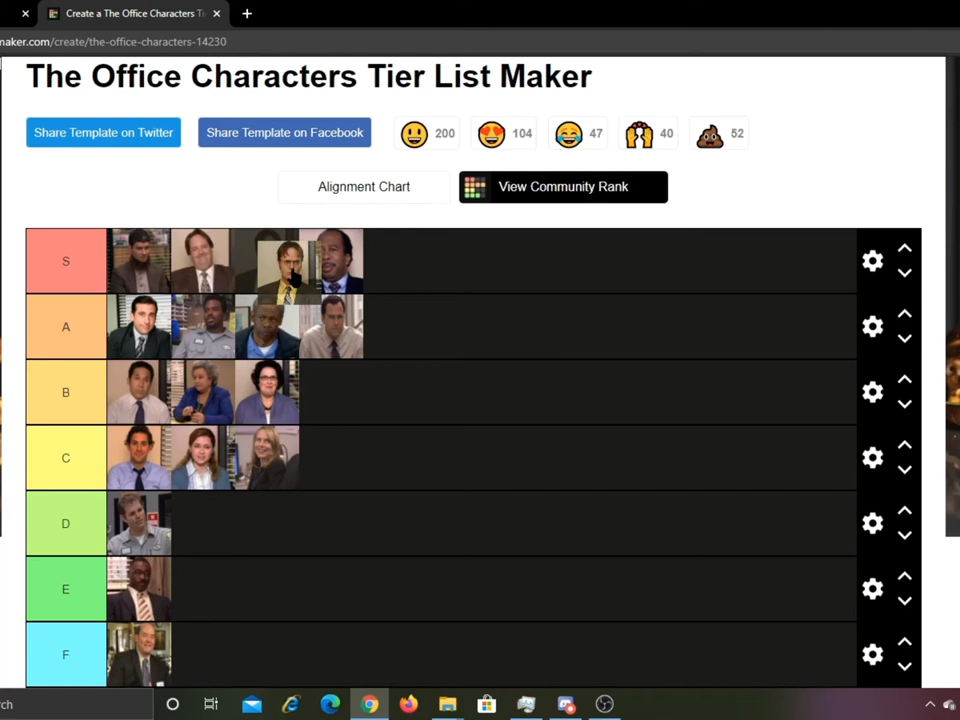 Create a The Office Characters Ti
maker.com/create/the-office-characters-14230
The Office Characters Tier List Maker
Share Template on Twitter
Share Template on Facebook
200
104
47
40
52
Alignment Chart
View Community Rank
S
A
B
C
D
E
F
rch